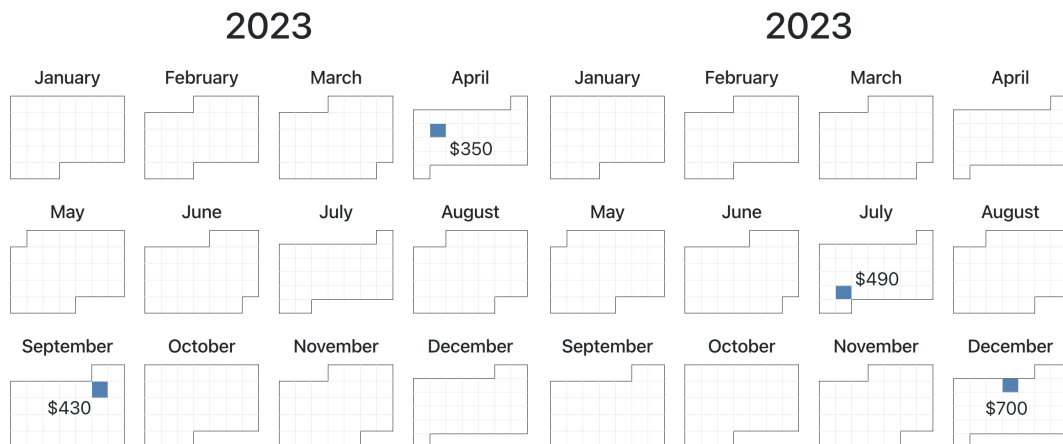 2023
January February March April
$350
May June July August
September October November December
$430
2023
January February March April
May June July August
$490
September October November December
$700